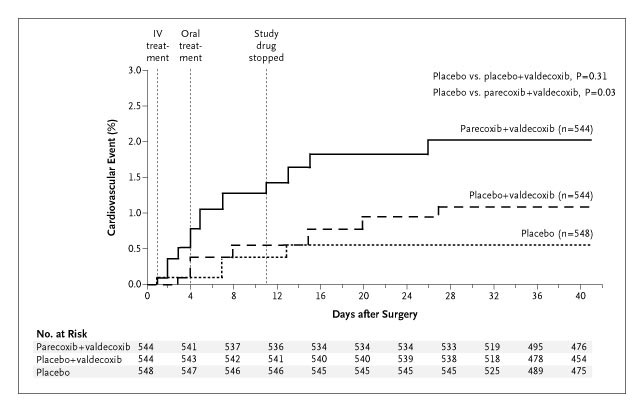 IV
treat-
ment
Oral
treat-
ment
Study
drug
stopped
Placebo vs. placebo+valdecoxib, P=0.31
Placebo vs. parecoxib+valdecoxib, P=0.03
Cardiovascular Event (%)
3.0
2.5
2.0
1.5
1.0
0.5
0.0
Parecoxib+valdecoxib (n=544)
Placebo+valdecoxib (n=544)
Placebo (n=548)
0 4 8 12 16 20 24 28 32 36 40
Days after Surgery
No. at Risk
Parecoxib+valdecoxib 544 541 537 536 534 534 534 533 519 495 476
Placebo+valdecoxib 544 543 542 541 540 540 539 538 518 478 454
Placebo 548 547 546 546 545 545 545 545 525 489 475